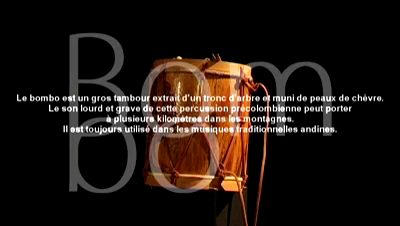 Bom
bo
Le bombo est un gros tambour extrait d'un tronc d'arbre et muni de peaux de chèvre.
Le son lourd et grave de cette percussion précolombienne peut porter
à plusieurs kilomètres dans les montagnes.
Il est toujours utilisé dans les musiques traditionnelles andines.